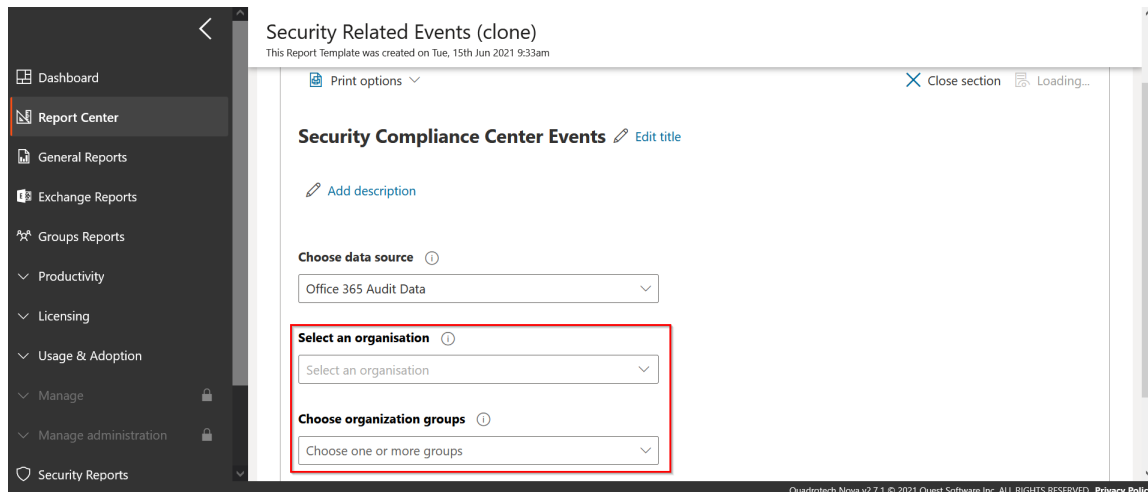 Security Related Events (clone)
This Report Template was created on Tue, 15th Jun 2021 9:33am
Dashboard
Report Center
General Reports
Exchange Reports
Groups Reports
Productivity
Licensing
Usage & Adoption
Manage
Manage administration
Security Reports
Print options
Close section
Loading...
Security Compliance Center Events
Edit title
Add description
Choose data source
Office 365 Audit Data
Select an organisation
Select an organisation
Choose organization groups
Choose one or more groups
Quadrotech Nova v2.7.1 © 2021 Quest Software Inc. ALL RIGHTS RESERVED. Privacy Polic